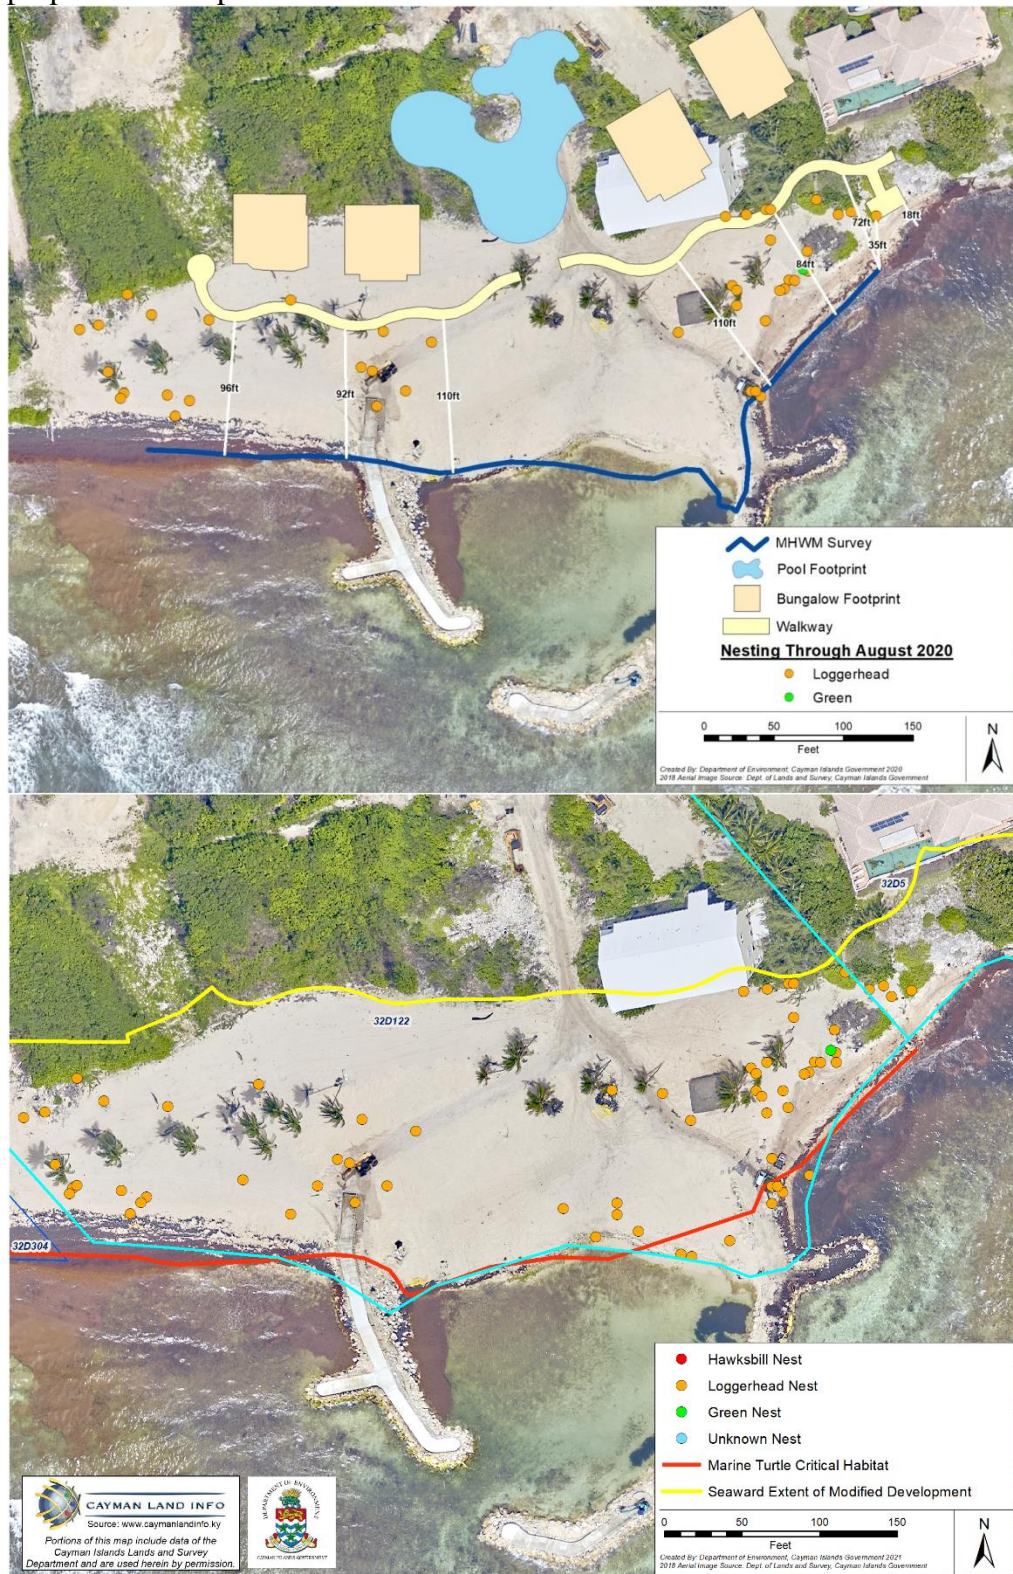 96ft
92ft
110ft
110ft
84ft
72ft
35ft
18ft
MHWM Survey
Pool Footprint
Bungalow Footprint
Walkway
Nesting Through August 2020
Loggerhead
Green
0 50 100 150
Feet
N
Created By: Department of Environment, Cayman Islands Government 2020
2018 Aerial Image Source: Dept. of Lands and Survey, Cayman Islands Government
32D5
32D122
32D304
Hawksbill Nest
Loggerhead Nest
Green Nest
Unknown Nest
Marine Turtle Critical Habitat
Seaward Extent of Modified Development
0 50 100 150
Feet
N
Created By: Department of Environment, Cayman Islands Government 2021
2018 Aerial Image Source: Dept. of Lands and Survey, Cayman Islands Government
CAYMAN LAND INFO
Source: www.caymanlandinfo.ky
Portions of this map include data of the
Cayman Islands Lands and Survey
Department and are used herein by permission.
DEPARTMENT OF ENVIRONMENT
CAYMAN ISLANDS GOVERNMENT